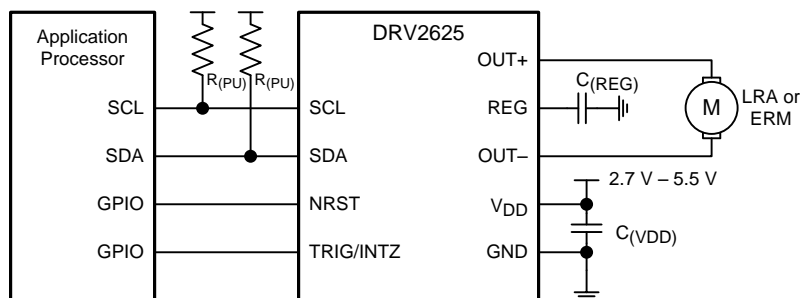 Application
Processor
SCL
SDA
GPIO
GPIO
R(PU)
R(PU)
DRV2625
SCL
SDA
NRST
TRIG/INTZ
OUT+
REG
OUT–
VDD
GND
C(REG)
M
LRA or
ERM
2.7 V – 5.5 V
C(VDD)